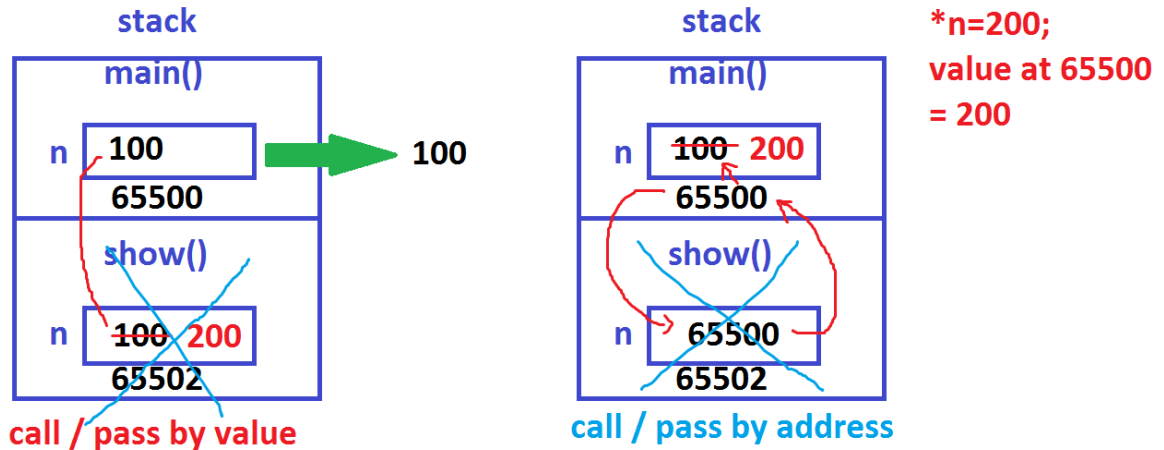 stack
main()
n 100
100
65500
show()
n 100 200
65502
call / pass by value
stack
main()
n 100 200
65500
show()
n 65500
65502
call / pass by address
*n=200;
value at 65500
= 200